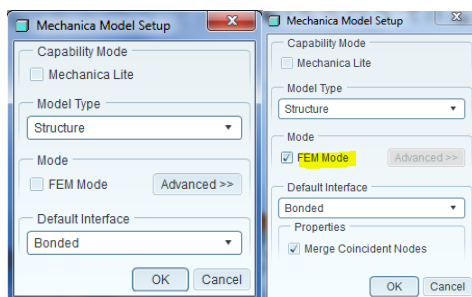 Mechanica Model Setup
Capability Mode
Mechanica Lite
Model Type
Structure
Mode
FEM Mode Advanced >>
Default Interface
Bonded
OK Cancel
Mechanica Model Setup
Capability Mode
Mechanica Lite
Model Type
Structure
Mode
FEM Mode Advanced >>
Default Interface
Bonded
Properties
Merge Coincident Nodes
OK Cancel